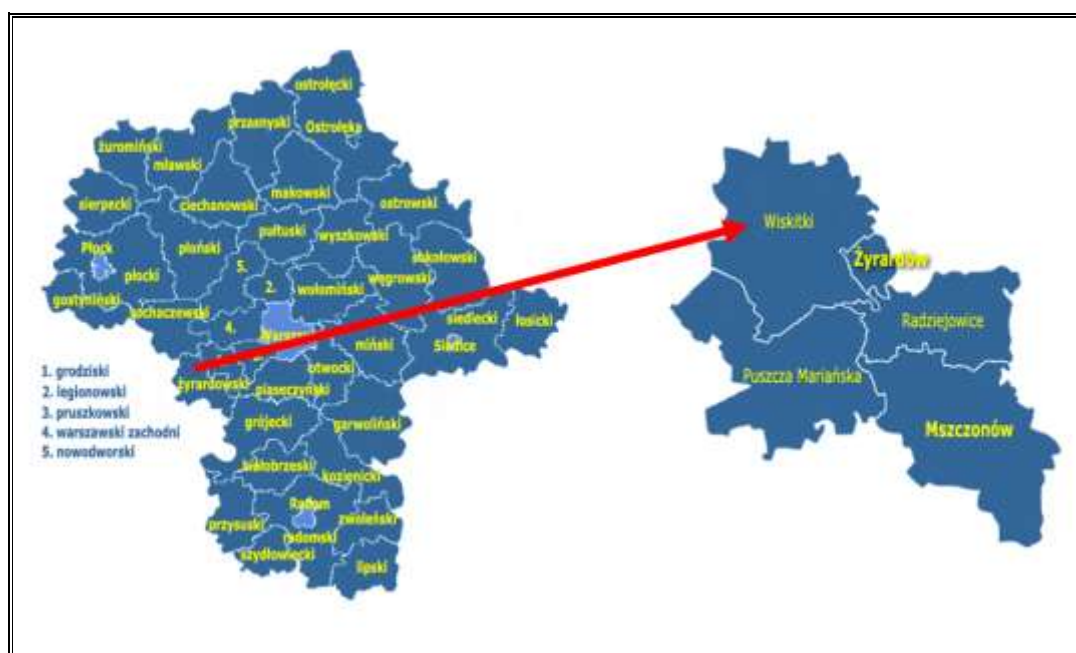 ostrołęcki
przasnyski
Ostrołęka
żuromiński
mławski
makowski
sierpecki
ciechanowski
ostrowski
pułtuski
wyszkowski
Płock
płoński
5.
płocki
2.
węgrowski
wołomiński
gostyniński
sochaczewski
4.
siedlecki
łosicki
miński
Siedlce
otwocki
żyrardowski
piaseczyński
1. grodziski
2. legionowski
3. pruszkowski
4. warszawski zachodni
5. nowodworski
grójecki
garwoliński
białobrzeski
kozienicki
Radom
przysuski
zwoleński
radomski
szydłowiecki
lipski
Wiskitki
Żyrardów
Radziejowice
Puszcza Mariańska
Mszczonów